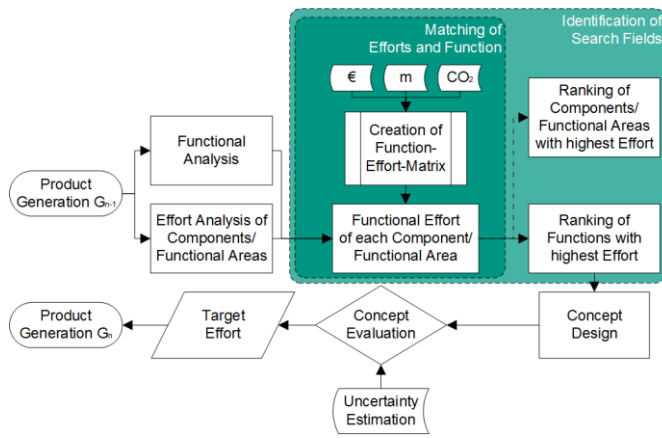 Matching of
Efforts and Function
Identification of
Search Fields
€
m
CO₂
Creation of
Function-
Effort-Matrix
Ranking of
Components/
Functional Areas
with highest Effort
Functional
Analysis
Product
Generation Gₙ₋₁
Effort Analysis of
Components/
Functional Areas
Functional Effort
of each Component/
Functional Area
Ranking of
Functions with
highest Effort
Product
Generation Gₙ
Target
Effort
Concept
Evaluation
Concept
Design
Uncertainty
Estimation